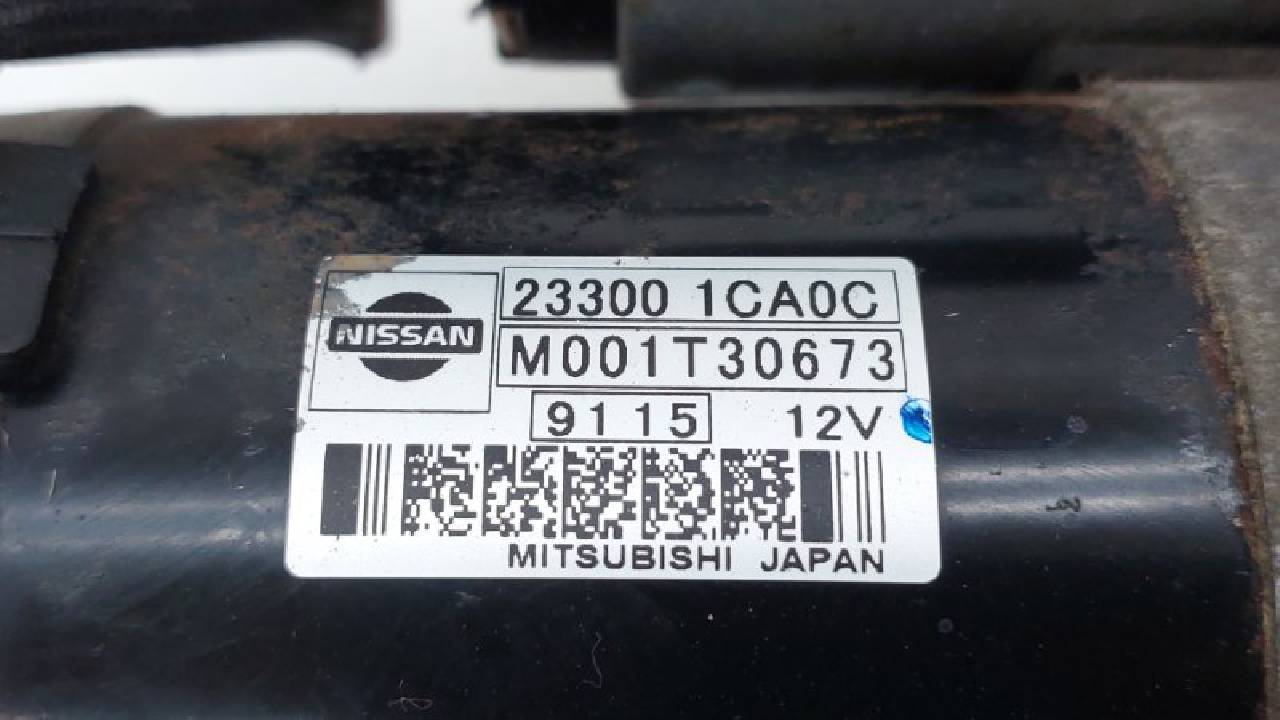 NISSAN
23300 1CA0C
M001T30673
9115 12V
MITSUBISHI JAPAN